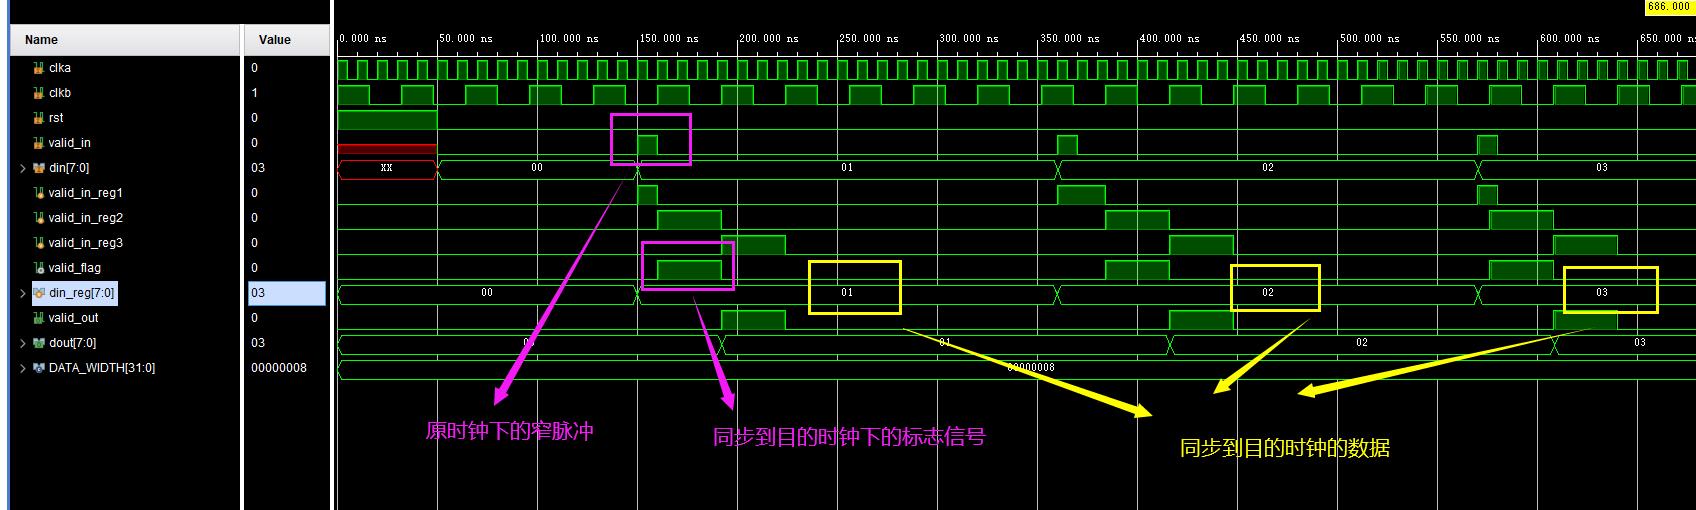 686.000
Name Value
0.000 ns 50.000 ns 100.000 ns 150.000 ns 200.000 ns 250.000 ns 300.000 ns 350.000 ns 400.000 ns 450.000 ns 500.000 ns 550.000 ns 600.000 ns 650.000
clka 0
clkb 1
rst 0
valid_in 0
din[7:0] 03 XX 00 01 02 03
valid_in_reg1 0
valid_in_reg2 0
valid_in_reg3 0
valid_flag 0
din_reg[7:0] 03 00 01 02 03
valid_out 0
dout[7:0] 03 00 01 02 03
DATA_WIDTH[31:0] 00000008 00000008
原时钟下的窄脉冲
同步到目的时钟下的标志信号
同步到目的时钟的数据